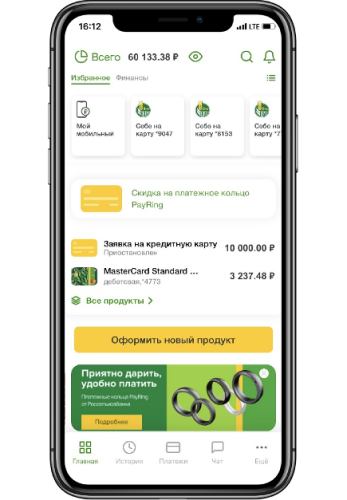 16:12
LTE
Всего 60 133.38 ₽
Избранное Финансы
Мой
мобильный
Себе на
карту *9047
Себе на
карту *8153
Себе на
карту *7
Скидка на платежное кольцо
PayRing
Заявка на кредитную карту
Приостановлен
10 000.00 ₽
MasterCard Standard ...
дебетовая,*4773
3 237.48 ₽
Все продукты
Оформить новый продукт
Приятно дарить,
удобно платить
Платежные кольца PayRing
от Россельхозбанка
Подробнее
Главная История Платежи Чат Ещё